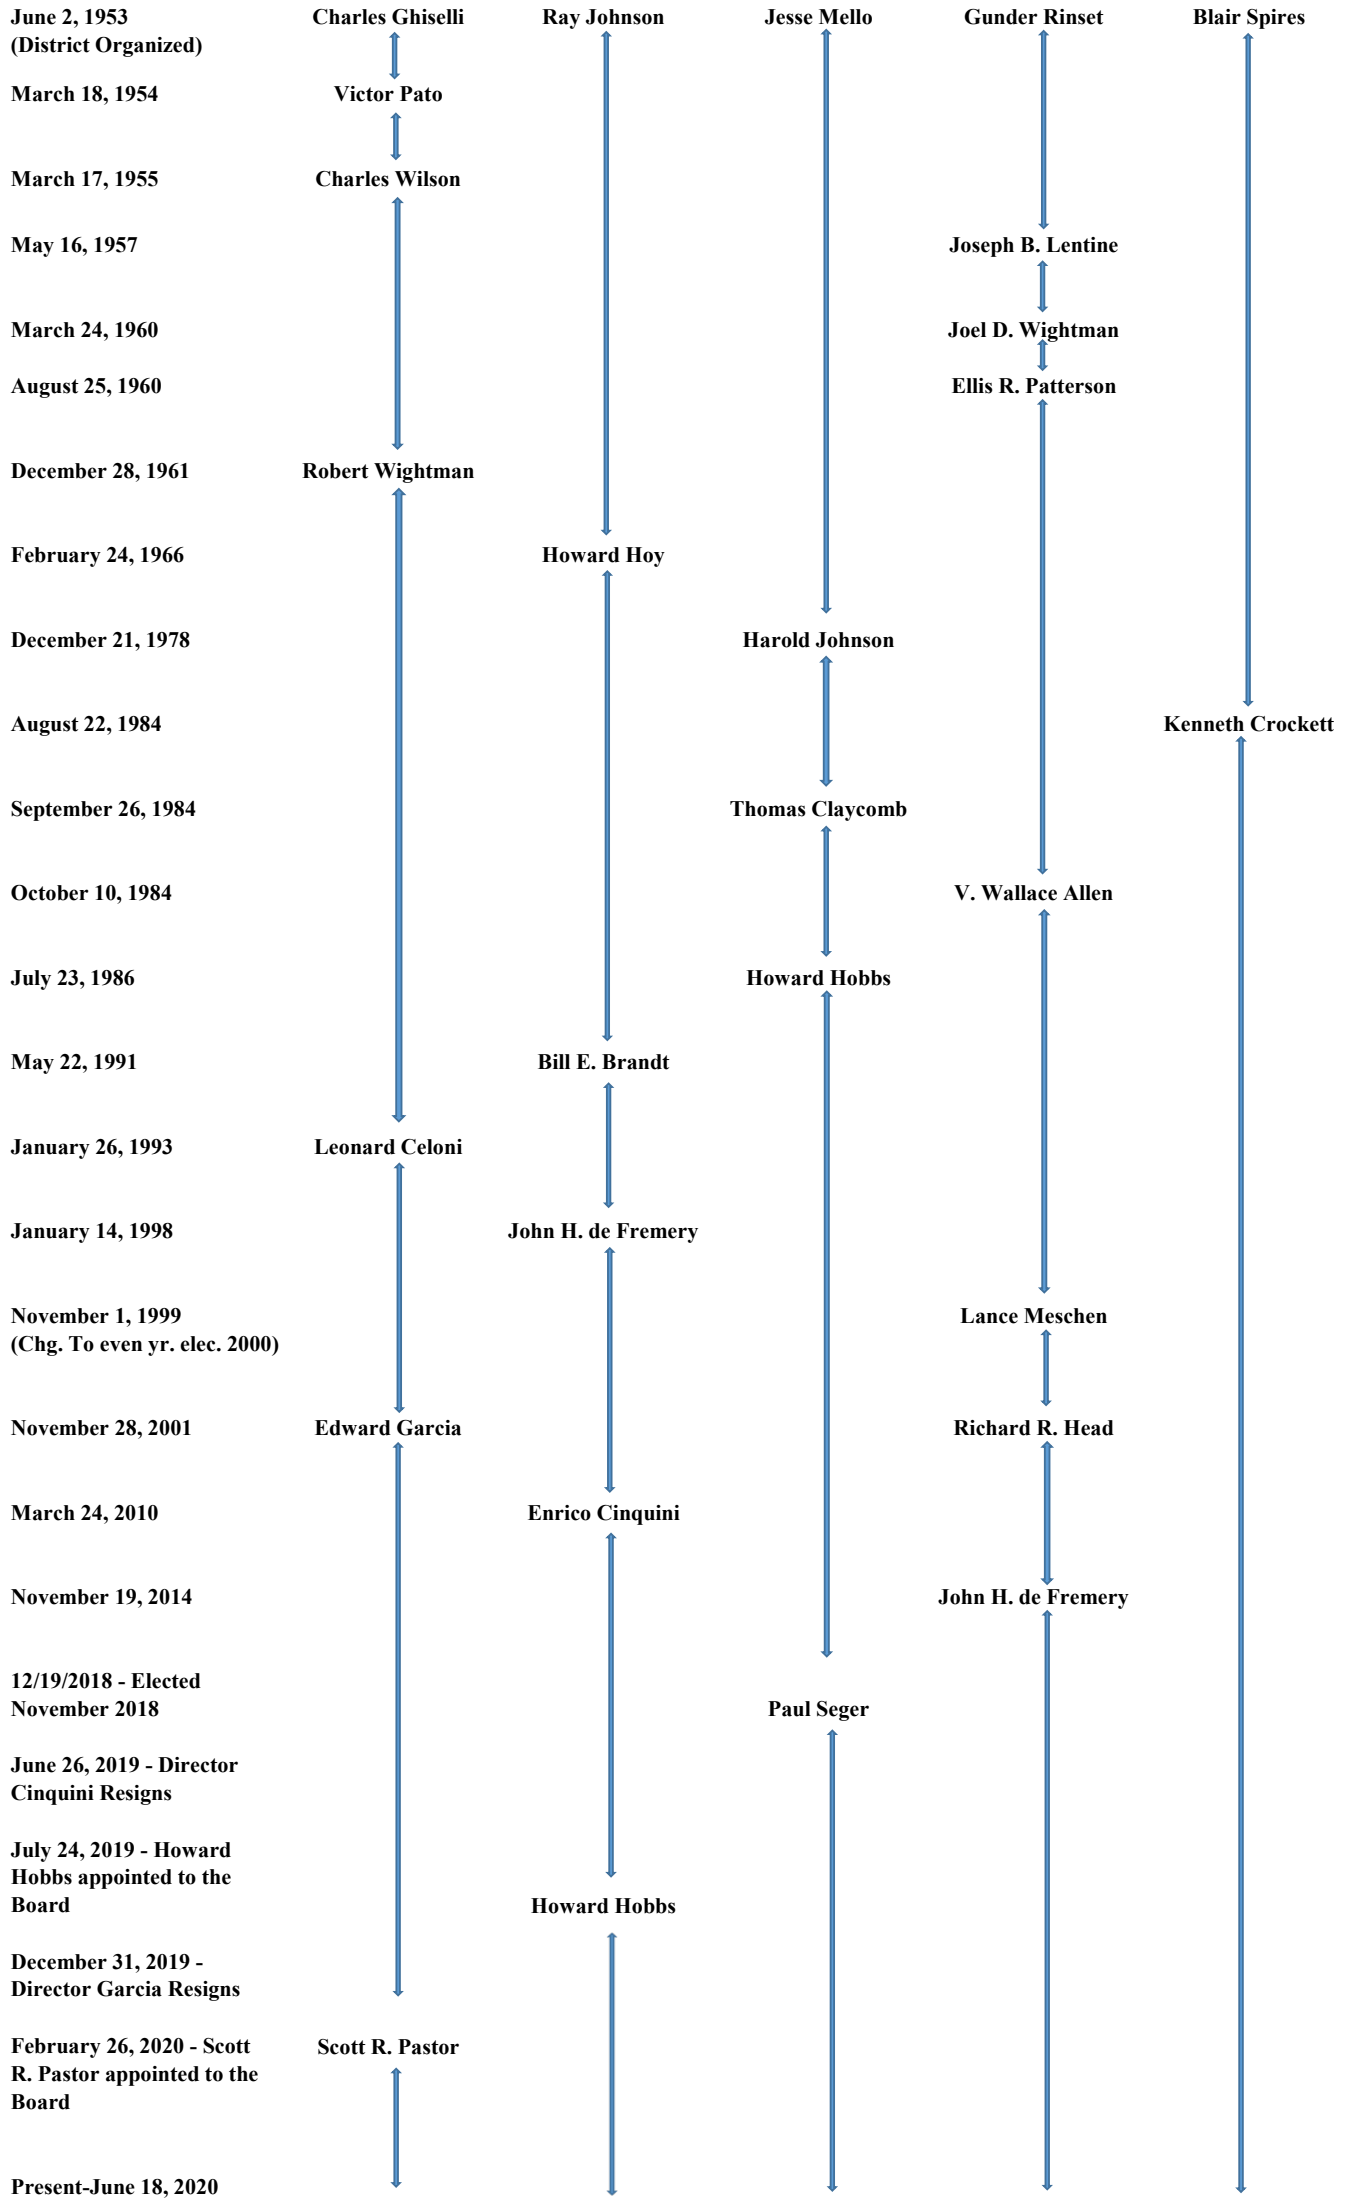 June 2, 1953 Charles Ghiselli Ray Johnson Jesse Mello Gunder Rinset Blair Spires
(District Organized)
March 18, 1954 Victor Pato
March 17, 1955 Charles Wilson
May 16, 1957 Joseph B. Lentine
March 24, 1960 Joel D. Wightman
August 25, 1960 Ellis R. Patterson
December 28, 1961 Robert Wightman
February 24, 1966 Howard Hoy
December 21, 1978 Harold Johnson
August 22, 1984 Kenneth Crockett
September 26, 1984 Thomas Claycomb
October 10, 1984 V. Wallace Allen
July 23, 1986 Howard Hobbs
May 22, 1991 Bill E. Brandt
January 26, 1993 Leonard Celoni
January 14, 1998 John H. de Fremery
November 1, 1999 Lance Meschen
(Chg. To even yr. elec. 2000)
November 28, 2001 Edward Garcia Richard R. Head
March 24, 2010 Enrico Cinquini
November 19, 2014 John H. de Fremery
12/19/2018 - Elected
November 2018 Paul Seger
June 26, 2019 - Director
Cinquini Resigns
July 24, 2019 - Howard
Hobbs appointed to the
Board Howard Hobbs
December 31, 2019 -
Director Garcia Resigns
February 26, 2020 - Scott Scott R. Pastor
R. Pastor appointed to the
Board
Present-June 18, 2020